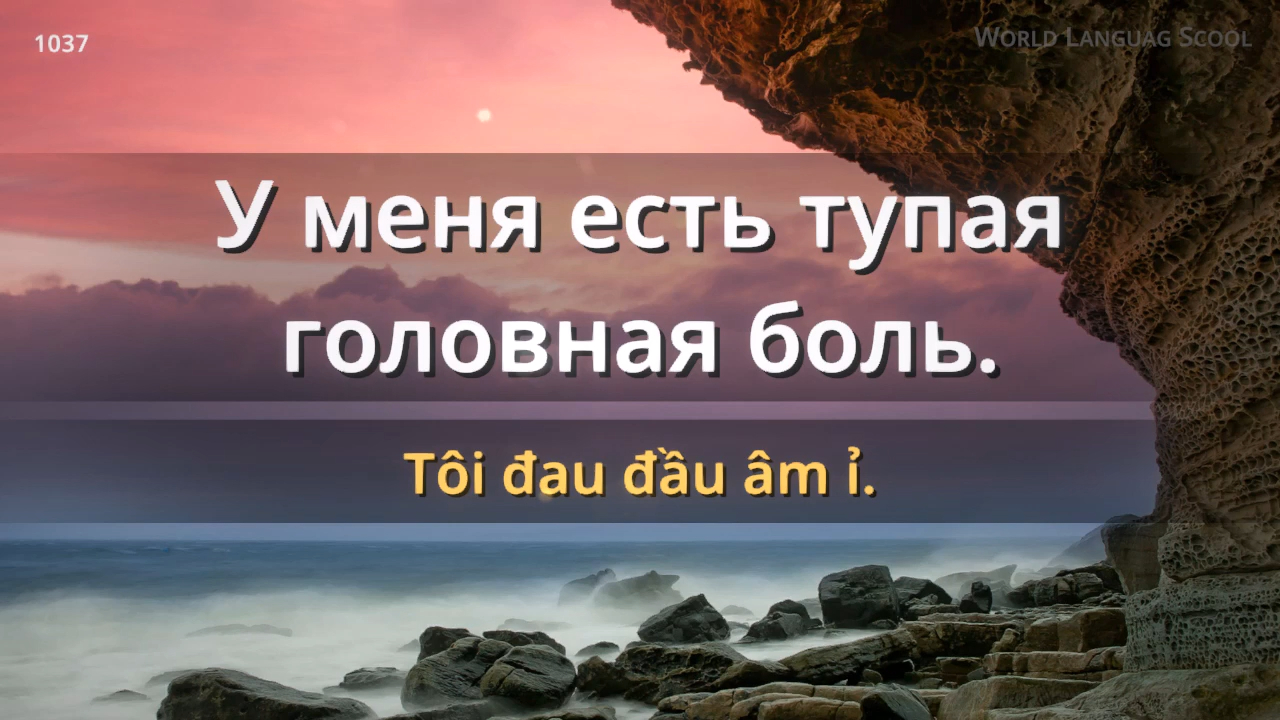 1037
World Languag Scool
У меня есть тупая
головная боль.
Tôi đau đầu âm ỉ.